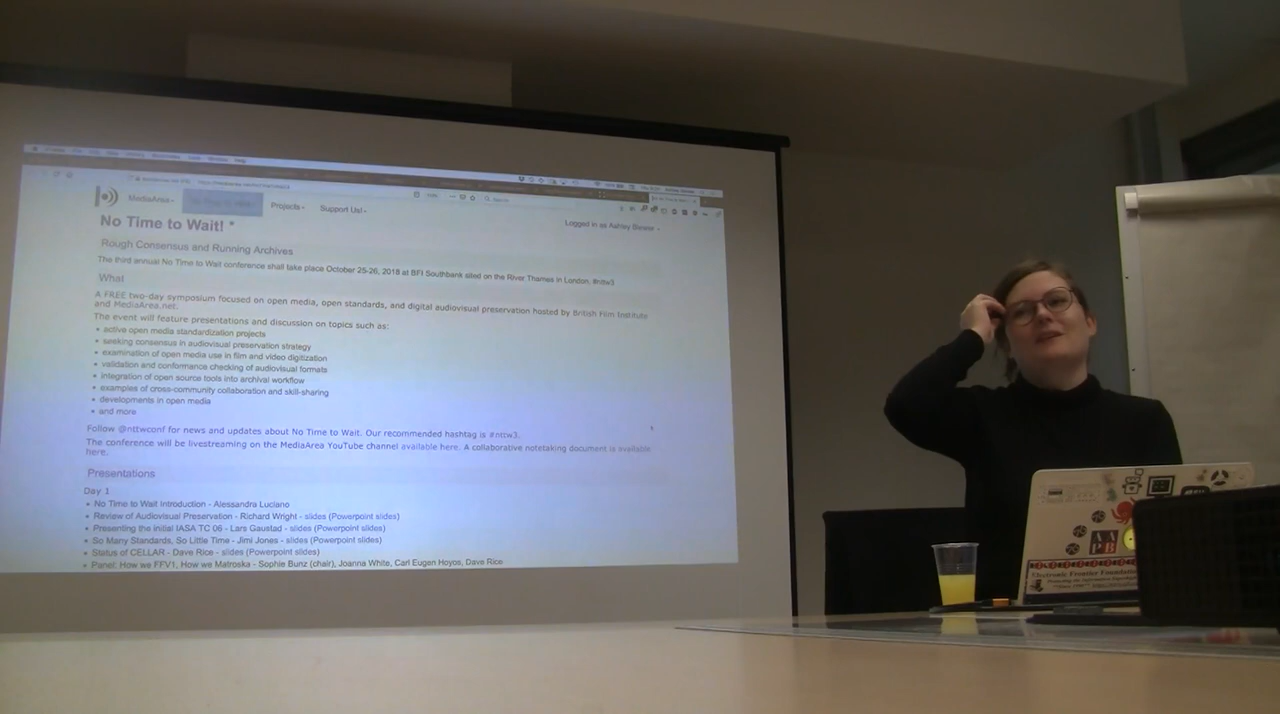 MediaArea
Projects
Support Us!
Logged in as Ashley Blewer
No Time to Wait! *
Rough Consensus and Running Archives
The third annual No Time to Wait conference shall take place October 25-26, 2018 at BFI Southbank sited on the River Thames in London. #nttw3
What
A FREE two-day symposium focused on open media, open standards, and digital audiovisual preservation hosted by British Film Institute
and MediaArea.net.
The event will feature presentations and discussion on topics such as:
active open media standardization projects
seeking consensus in audiovisual preservation strategy
examination of open media use in film and video digitization
validation and conformance checking of audiovisual formats
integration of open source tools into archival workflow
examples of cross-community collaboration and skill-sharing
developments in open media
and more
Follow @nttwconf for news and updates about No Time to Wait. Our recommended hashtag is #nttw3.
The conference will be livestreaming on the MediaArea YouTube channel available here. A collaborative notetaking document is available
here.
Presentations
Day 1
No Time to Wait Introduction - Alessandra Luciano
Review of Audiovisual Preservation - Richard Wright - slides (Powerpoint slides)
Presenting the initial IASA TC 06 - Lars Gaustad - slides (Powerpoint slides)
So Many Standards, So Little Time - Jimi Jones - slides (Powerpoint slides)
Status of CELLAR - Dave Rice - slides (Powerpoint slides)
Panel: How we FFV1, How we Matroska - Sophie Bunz (chair), Joanna White, Carl Eugen Hoyos, Dave Rice
AA
PB
Electronic Frontier Foundation